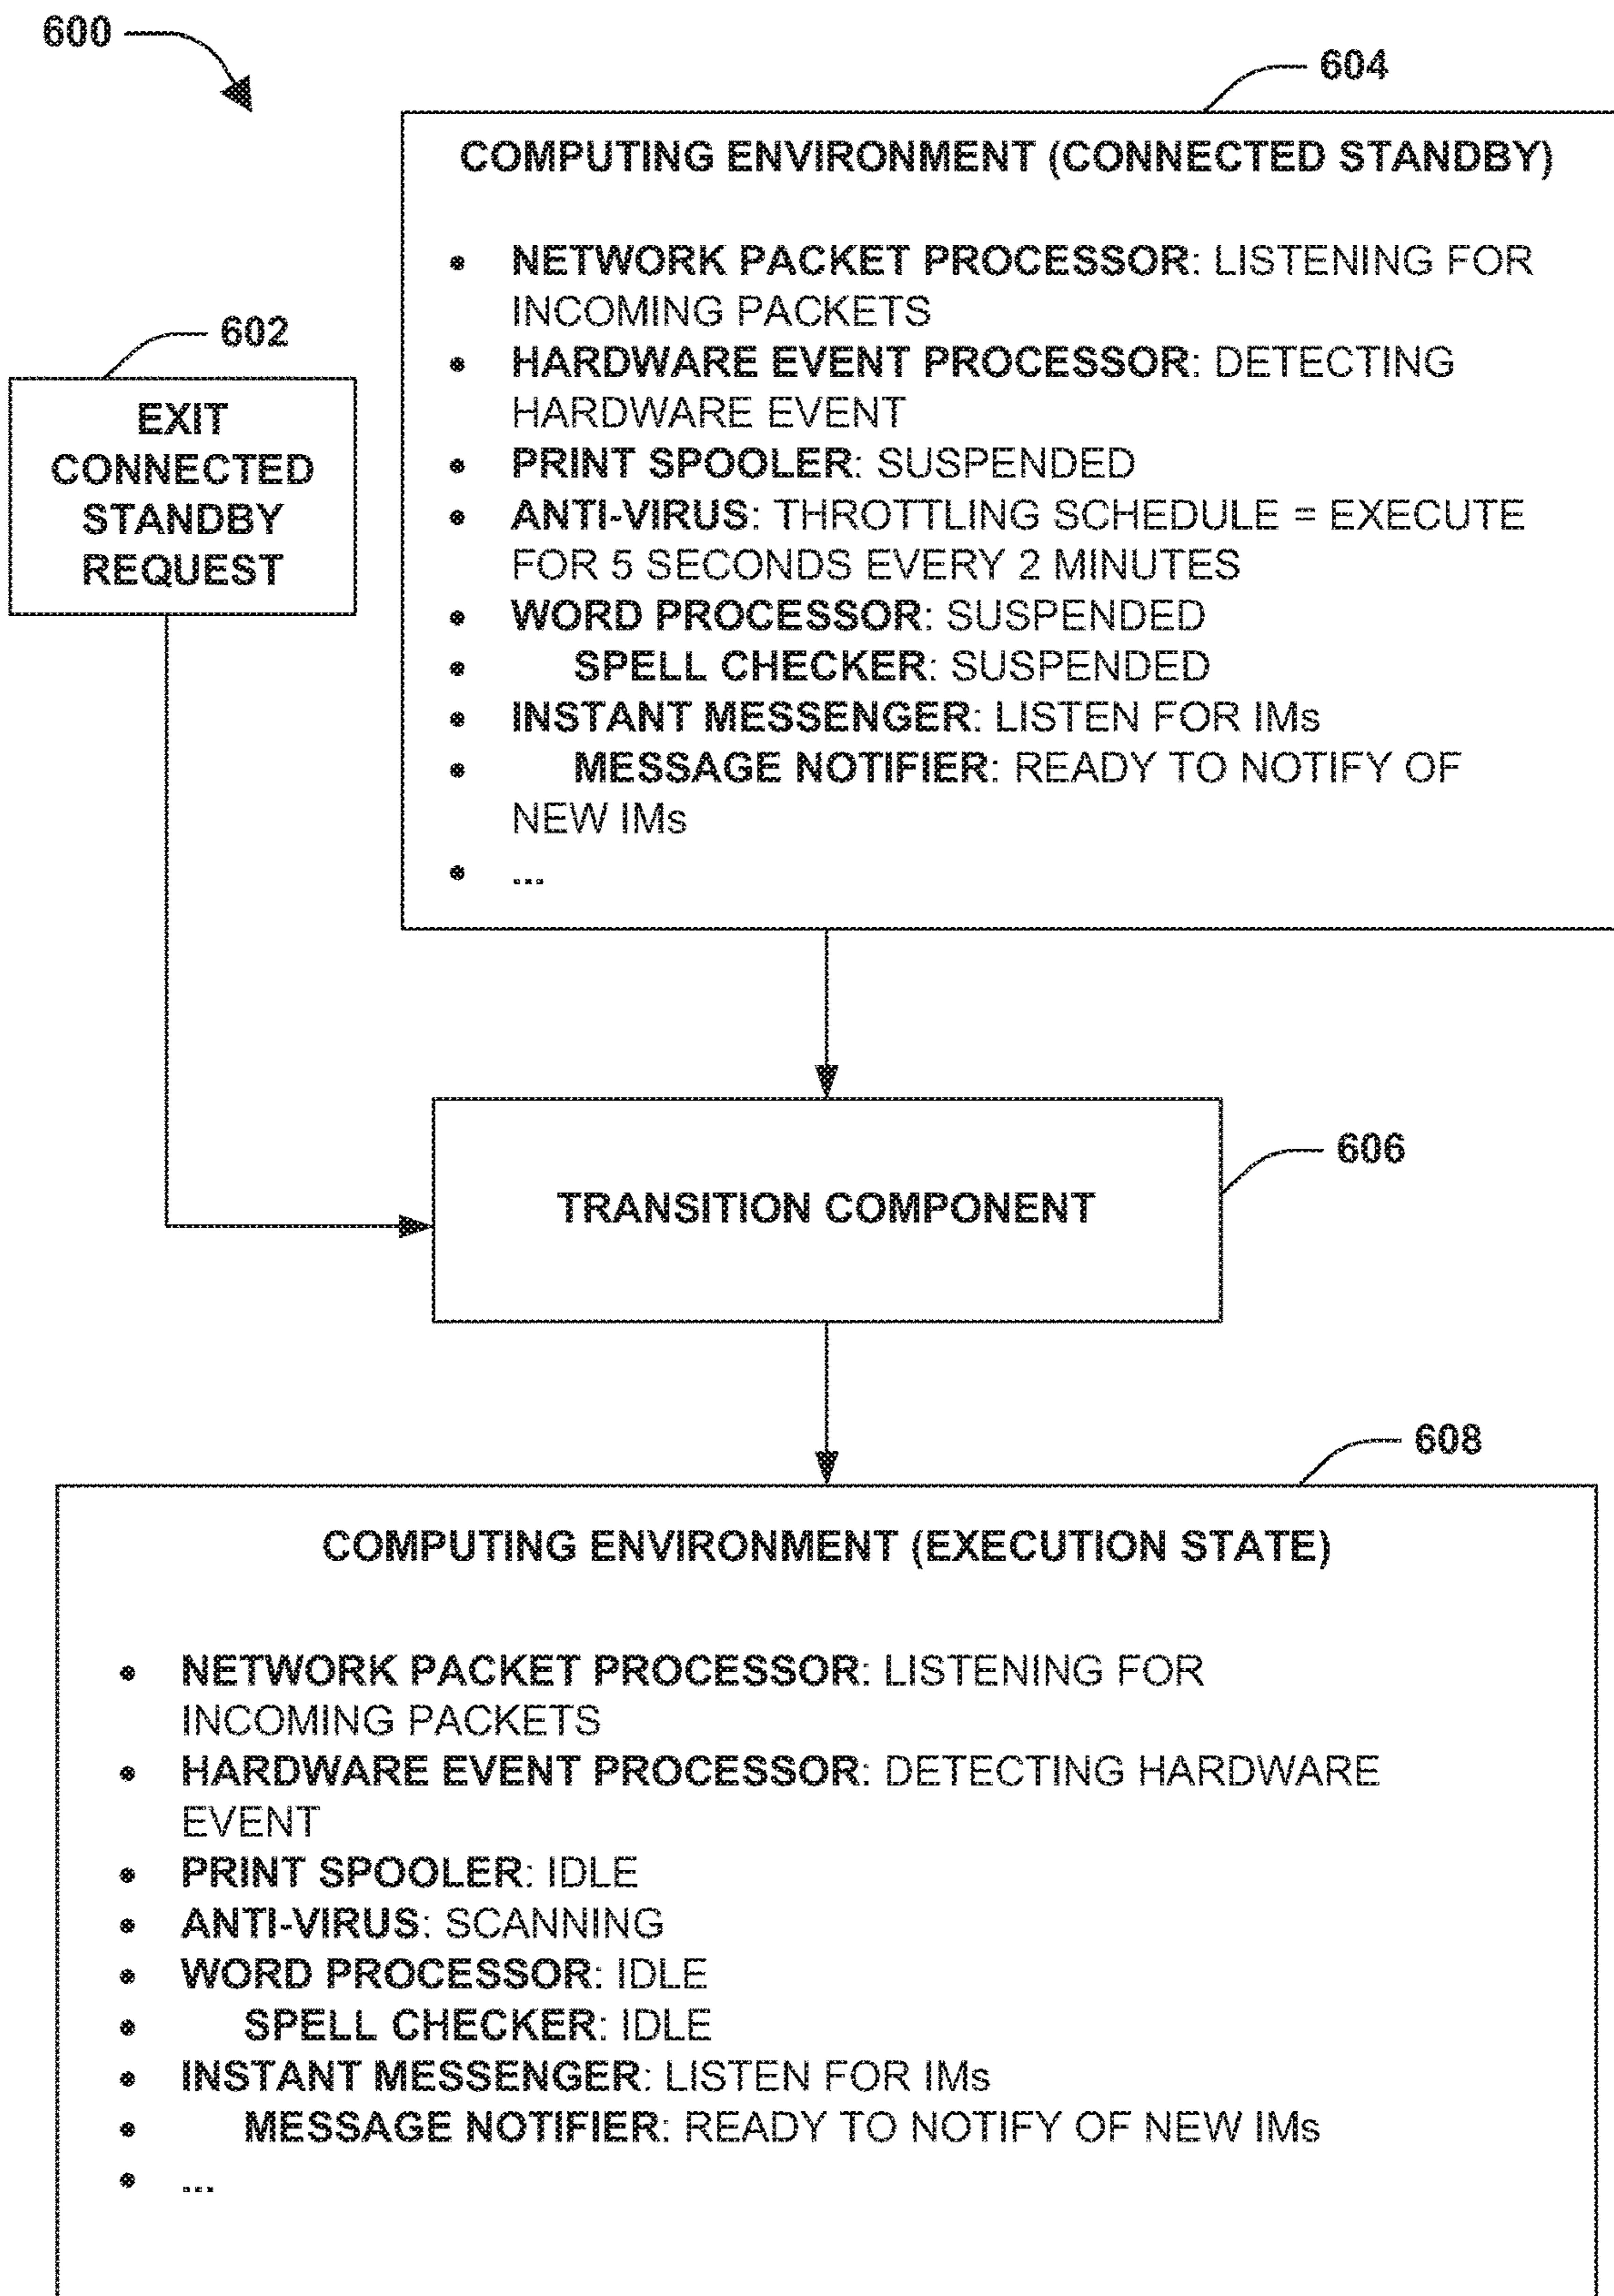 600
604
COMPUTING ENVIRONMENT (CONNECTED STANDBY)
• NETWORK PACKET PROCESSOR: LISTENING FOR
INCOMING PACKETS
• HARDWARE EVENT PROCESSOR: DETECTING
HARDWARE EVENT
• PRINT SPOOLER: SUSPENDED
• ANTI-VIRUS: THROTTLING SCHEDULE = EXECUTE
FOR 5 SECONDS EVERY 2 MINUTES
• WORD PROCESSOR: SUSPENDED
• SPELL CHECKER: SUSPENDED
• INSTANT MESSENGER: LISTEN FOR IMs
• MESSAGE NOTIFIER: READY TO NOTIFY OF
NEW IMs
• ...
602
EXIT
CONNECTED
STANDBY
REQUEST
606
TRANSITION COMPONENT
608
COMPUTING ENVIRONMENT (EXECUTION STATE)
• NETWORK PACKET PROCESSOR: LISTENING FOR
INCOMING PACKETS
• HARDWARE EVENT PROCESSOR: DETECTING HARDWARE
EVENT
• PRINT SPOOLER: IDLE
• ANTI-VIRUS: SCANNING
• WORD PROCESSOR: IDLE
• SPELL CHECKER: IDLE
• INSTANT MESSENGER: LISTEN FOR IMs
• MESSAGE NOTIFIER: READY TO NOTIFY OF NEW IMs
• ...